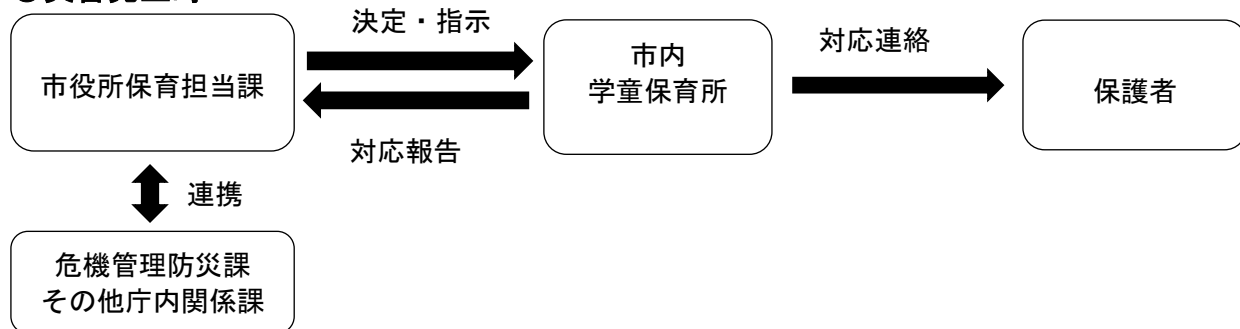 決定・指示
対応連絡
市役所保育担当課
市内
学童保育所
保護者
対応報告
連携
危機管理防災課
その他庁内関係課